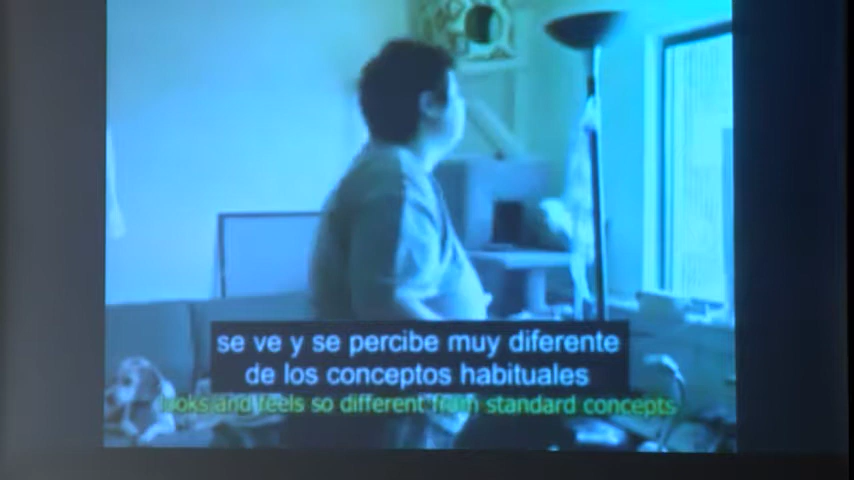 se ve y se percibe muy diferente
de los conceptos habituales
looks and feels so different from standard concepts